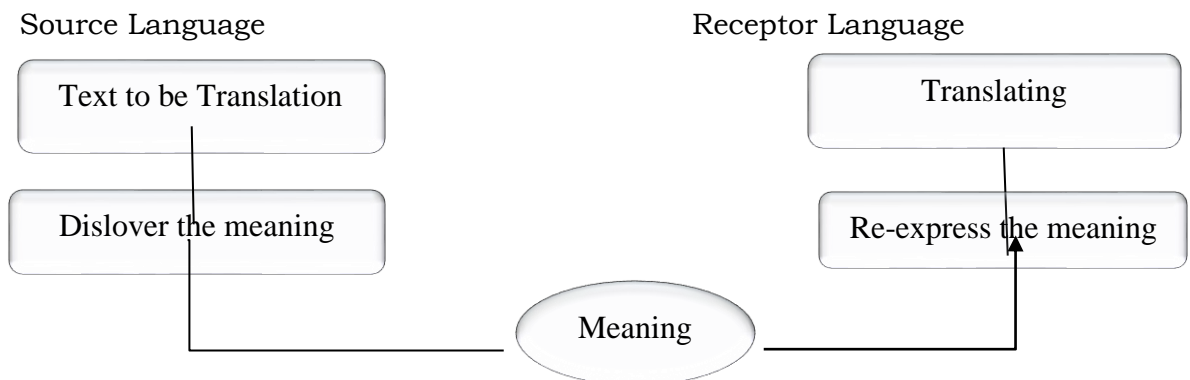 Source Language
Receptor Language
Text to be Translation
Translating
Dislover the meaning
Re-express the meaning
Meaning